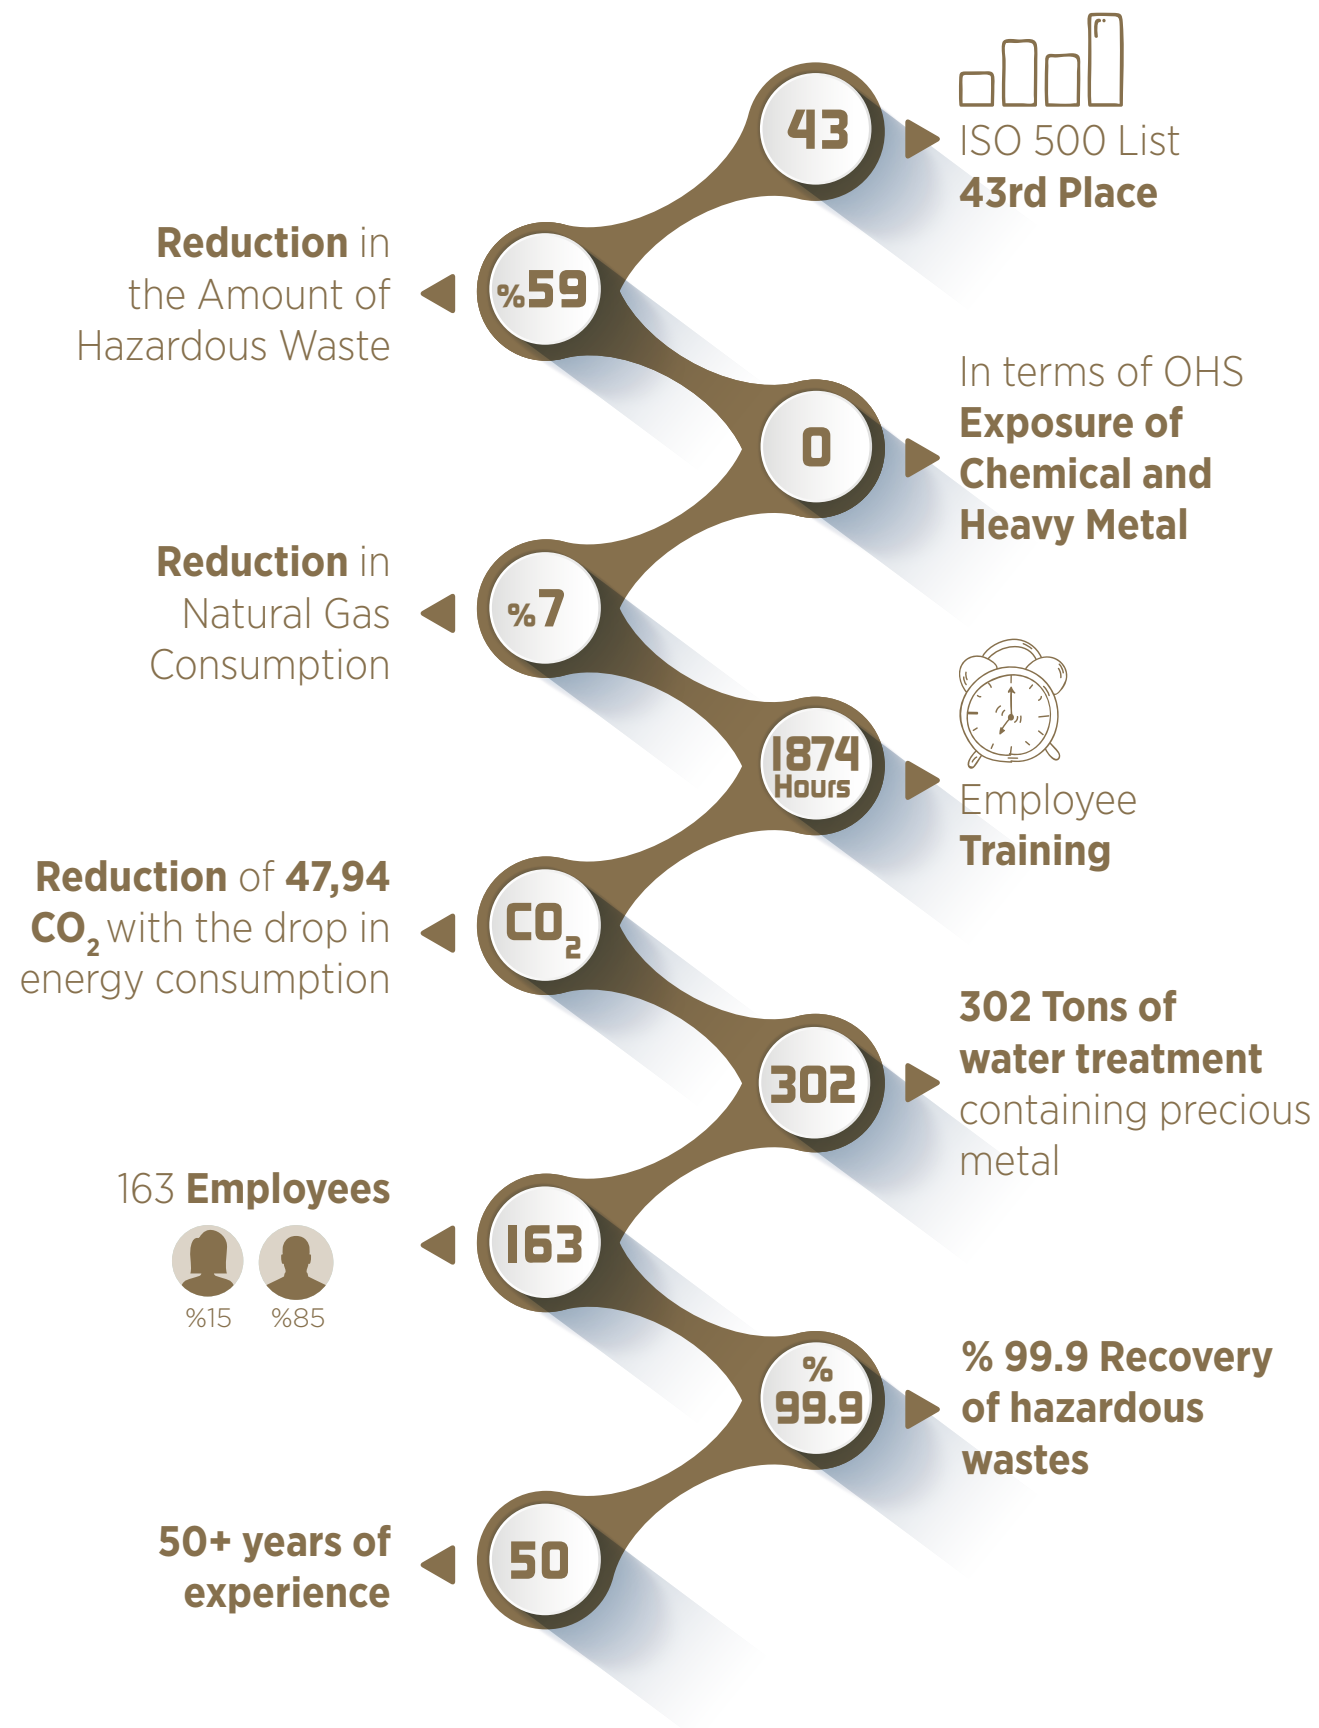 43
ISO 500 List
43rd Place
Reduction in
the Amount of
Hazardous Waste
%59
In terms of OHS
Exposure of
Chemical and
Heavy Metal
0
Reduction in
Natural Gas
Consumption
%7
1874
Hours
Employee
Training
Reduction of 47,94
CO₂ with the drop in
energy consumption
CO₂
302 Tons of
water treatment
containing precious
metal
302
163 Employees
%15 %85
163
%
99.9
% 99.9 Recovery
of hazardous
wastes
50+ years of
experience
50